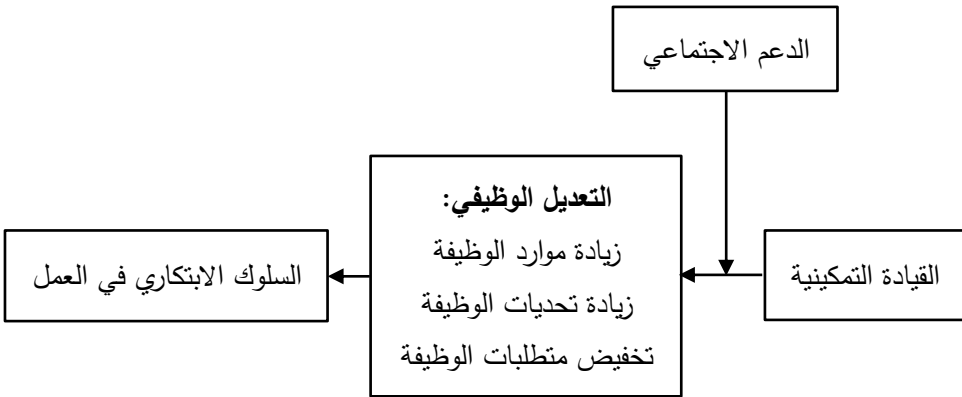 الدعم الاجتماعي
القيادة التمكينية
التعديل الوظيفي:
زيادة موارد الوظيفة
زيادة تحديات الوظيفة
تخفيض متطلبات الوظيفة
السلوك الابتكاري في العمل